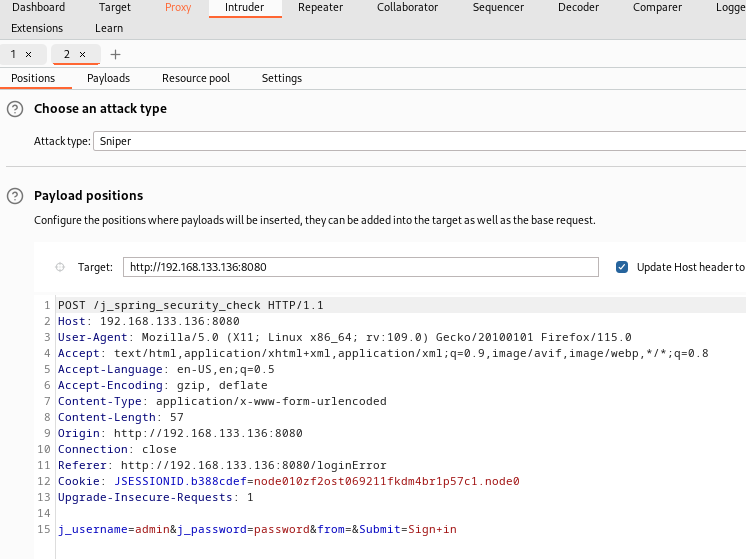 Dashboard Target Proxy Intruder Repeater Collaborator Sequencer Decoder Comparer Logge
Extensions Learn
1 × 2 × +
Positions Payloads Resource pool Settings
? Choose an attack type
Attack type: Sniper
? Payload positions
Configure the positions where payloads will be inserted, they can be added into the target as well as the base request.
Target: http://192.168.133.136:8080 Update Host header to
1 POST /j_spring_security_check HTTP/1.1
2 Host: 192.168.133.136:8080
3 User-Agent: Mozilla/5.0 (X11; Linux x86_64; rv:109.0) Gecko/20100101 Firefox/115.0
4 Accept: text/html,application/xhtml+xml,application/xml;q=0.9,image/avif,image/webp,*/*;q=0.8
5 Accept-Language: en-US,en;q=0.5
6 Accept-Encoding: gzip, deflate
7 Content-Type: application/x-www-form-urlencoded
8 Content-Length: 57
9 Origin: http://192.168.133.136:8080
10 Connection: close
11 Referer: http://192.168.133.136:8080/loginError
12 Cookie: JSESSIONID.b388cdef=node010zf2ost069211fkdm4br1p57c1.node0
13 Upgrade-Insecure-Requests: 1
14
15 j_username=admin&j_password=password&from=&Submit=Sign+in